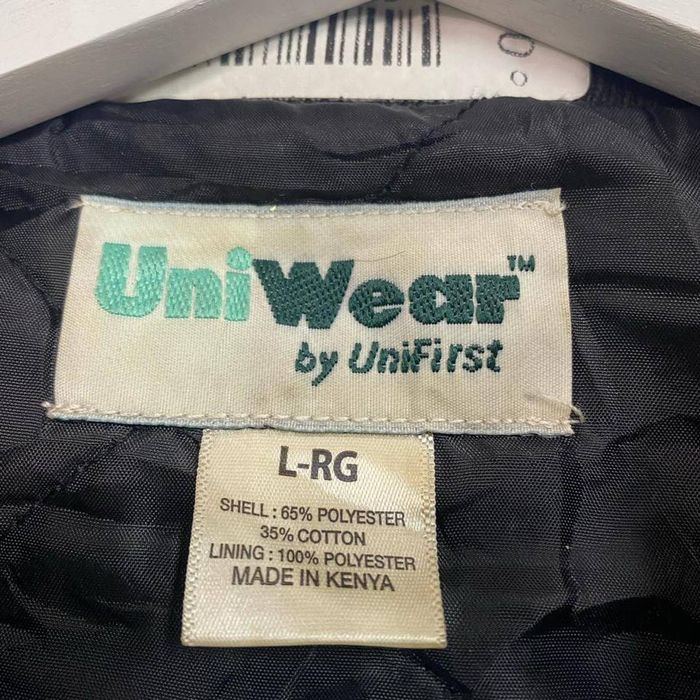 UniWear™
by UniFirst
L-RG
SHELL : 65% POLYESTER
35% COTTON
LINING : 100% POLYESTER
MADE IN KENYA